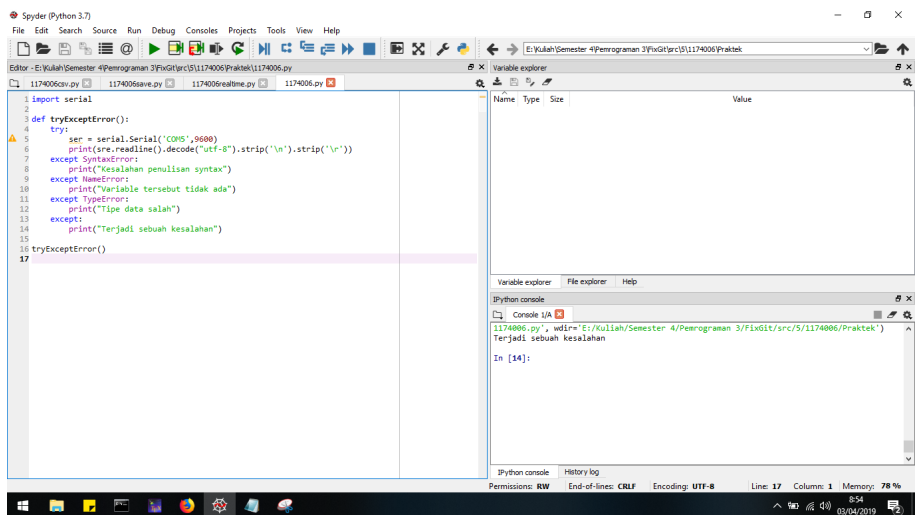 Spyder (Python 3.7)
File Edit Search Source Run Debug Consoles Projects Tools View Help
E:\Kuliah\Semester 4\Pemrograman 3\FixGit\src\5\1174006\Praktek
Editor - E:\Kuliah\Semester 4\Pemrograman 3\FixGit\src\5\1174006\Praktek\1174006.py
1174006csv.py 1174006save.py 1174006realtime.py 1174006.py
1 import serial
2
3 def tryExceptError():
4 try:
5 ser = serial.Serial('COM5',9600)
6 print(sre.readline().decode("utf-8").strip('\n').strip('\r'))
7 except SyntaxError:
8 print("Kesalahan penulisan syntax")
9 except NameError:
10 print("Variable tersebut tidak ada")
11 except TypeError:
12 print("Tipe data salah")
13 except:
14 print("Terjadi sebuah kesalahan")
15
16 tryExceptError()
17
Variable explorer
Name Type Size Value
Variable explorer File explorer Help
IPython console
Console 1/A
1174006.py', wdir='E:/Kuliah/Semester 4/Pemrograman 3/FixGit/src/5/1174006/Praktek')
Terjadi sebuah kesalahan
In [14]:
IPython console History log
Permissions: RW End-of-lines: CRLF Encoding: UTF-8 Line: 17 Column: 1 Memory: 78 %
8:54
03/04/2019